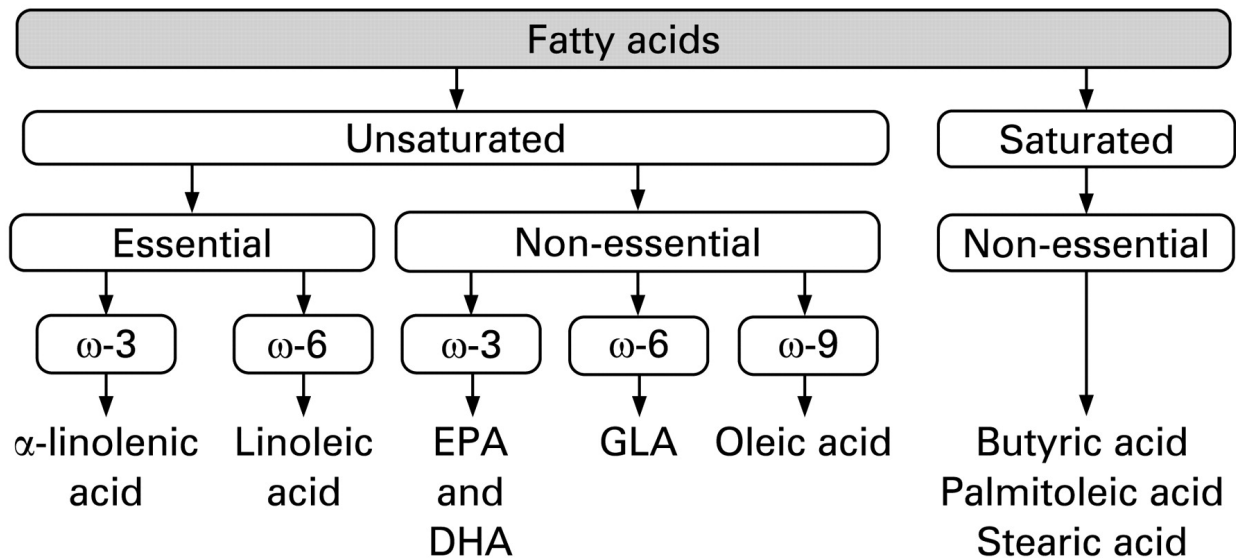 Fatty acids
Unsaturated
Saturated
Essential
Non-essential
Non-essential
ω-3
ω-6
ω-3
ω-6
ω-9
α-linolenic
acid
Linoleic
acid
EPA
and
DHA
GLA
Oleic acid
Butyric acid
Palmitoleic acid
Stearic acid